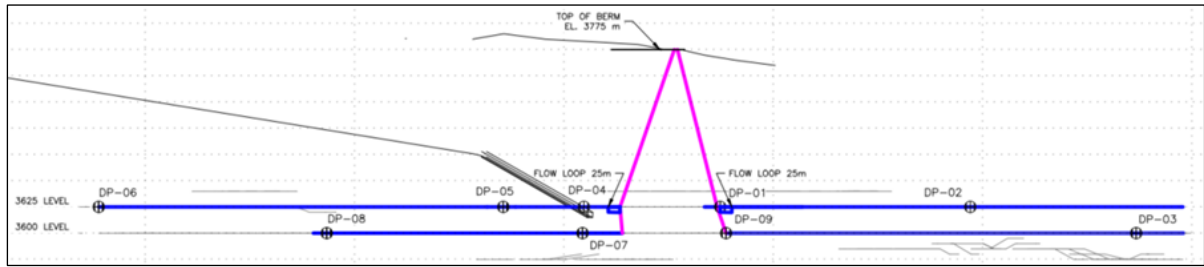 TOP OF BERM
EL. 3775 m
FLOW LOOP 25m
FLOW LOOP 25m
DP-06
DP-05
DP-04
DP-01
DP-02
3625 LEVEL
DP-08
DP-09
DP-03
3600 LEVEL
DP-07